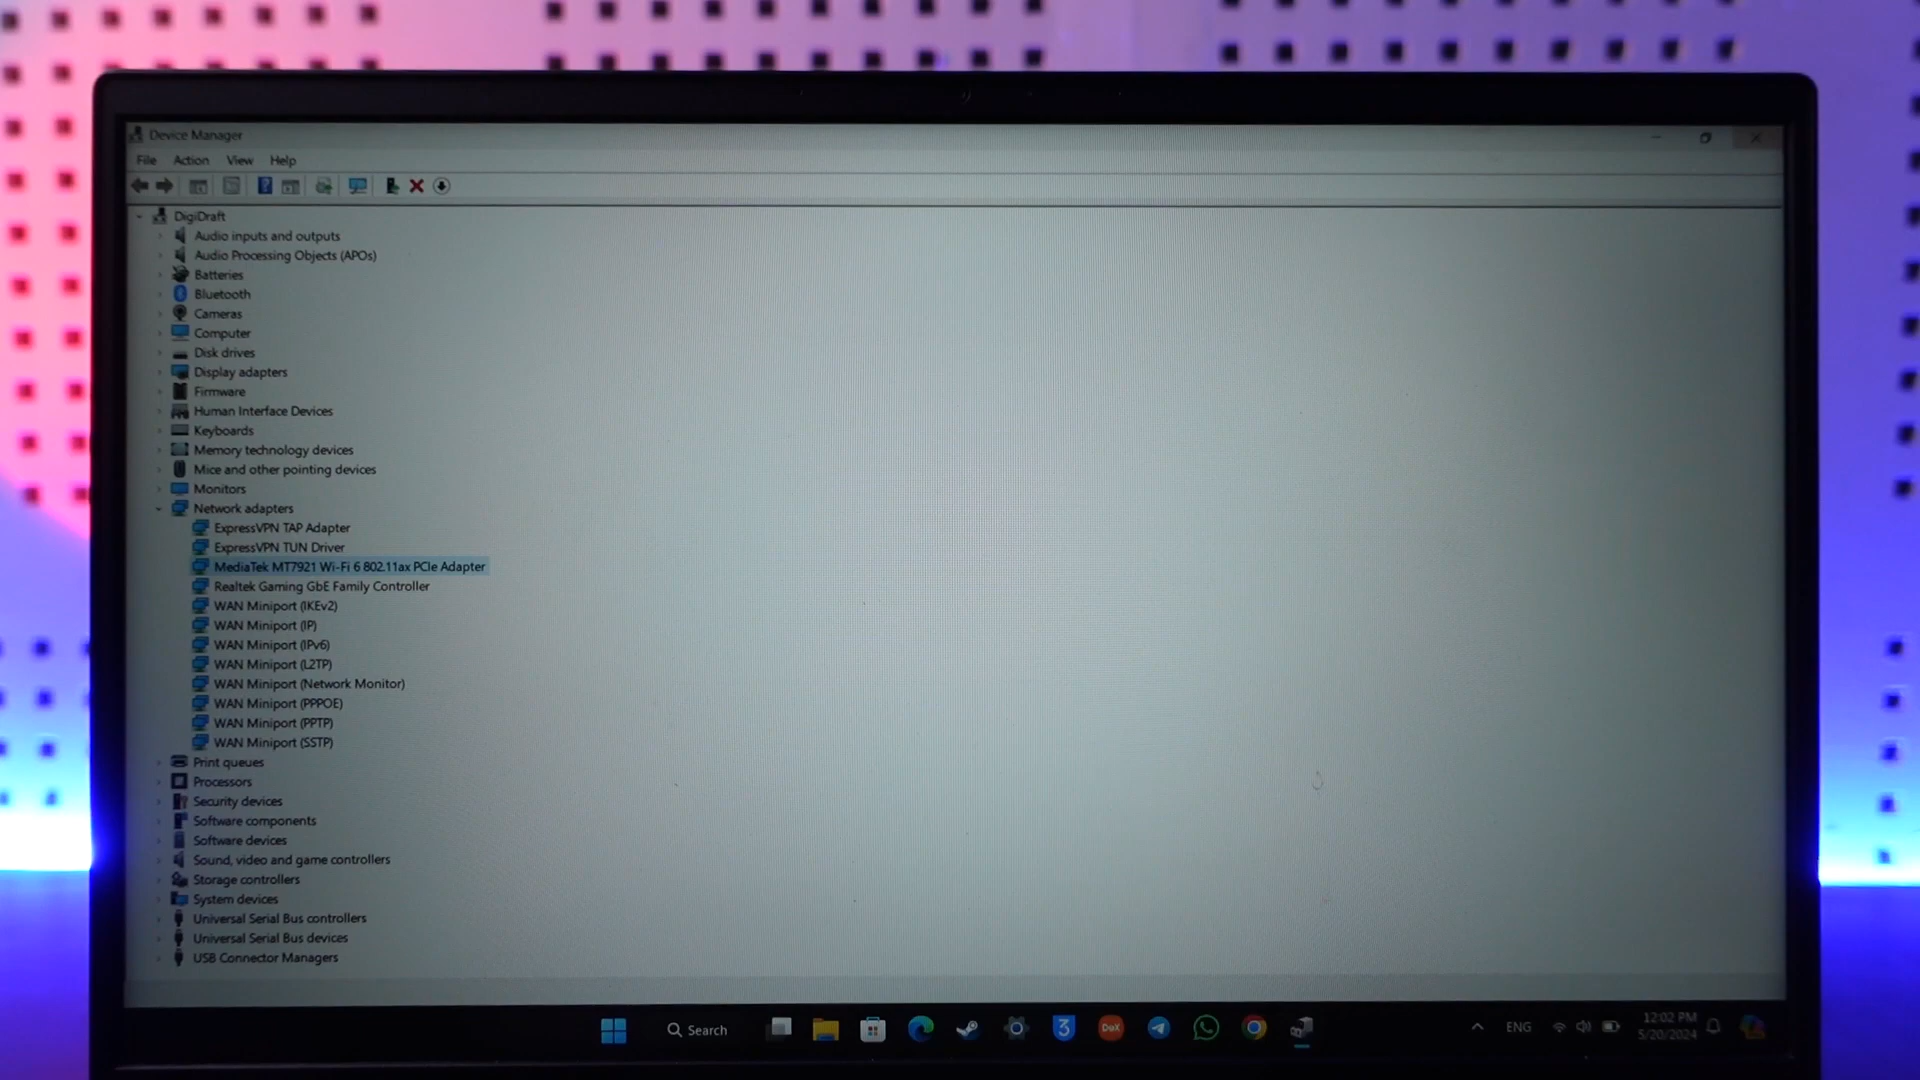 Device Manager
File Action View Help
DigiDraft
Audio inputs and outputs
Audio Processing Objects (APOs)
Batteries
Bluetooth
Cameras
Computer
Disk drives
Display adapters
Firmware
Human Interface Devices
Keyboards
Memory technology devices
Mice and other pointing devices
Monitors
Network adapters
ExpressVPN TAP Adapter
ExpressVPN TUN Driver
MediaTek MT7921 Wi-Fi 6 802.11ax PCIe Adapter
Realtek Gaming GbE Family Controller
WAN Miniport (IKEv2)
WAN Miniport (IP)
WAN Miniport (IPv6)
WAN Miniport (L2TP)
WAN Miniport (Network Monitor)
WAN Miniport (PPPOE)
WAN Miniport (PPTP)
WAN Miniport (SSTP)
Print queues
Processors
Security devices
Software components
Software devices
Sound, video and game controllers
Storage controllers
System devices
Universal Serial Bus controllers
Universal Serial Bus devices
USB Connector Managers
Search
3
DuX
ENG
12:02 PM
5/20/2024